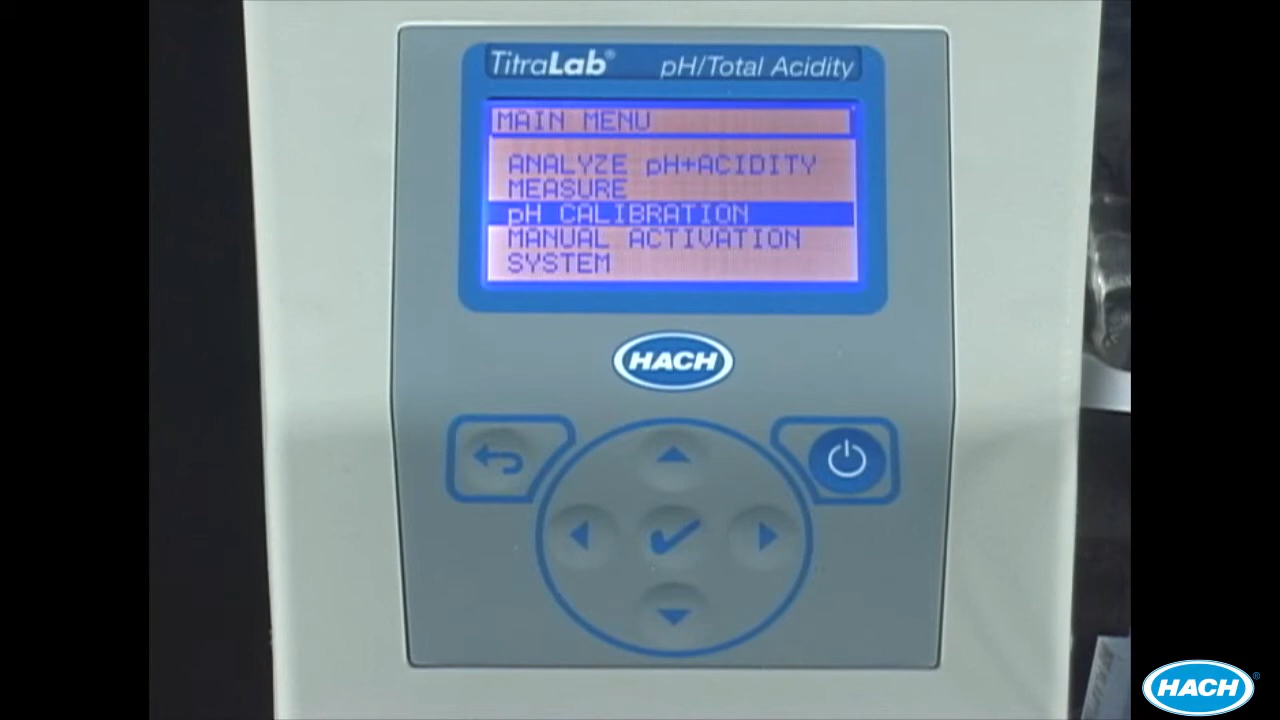 TitraLab® pH/Total Acidity
MAIN MENU
ANALYZE pH+ACIDITY
MEASURE
pH CALIBRATION
MANUAL ACTIVATION
SYSTEM
HACH
HACH®